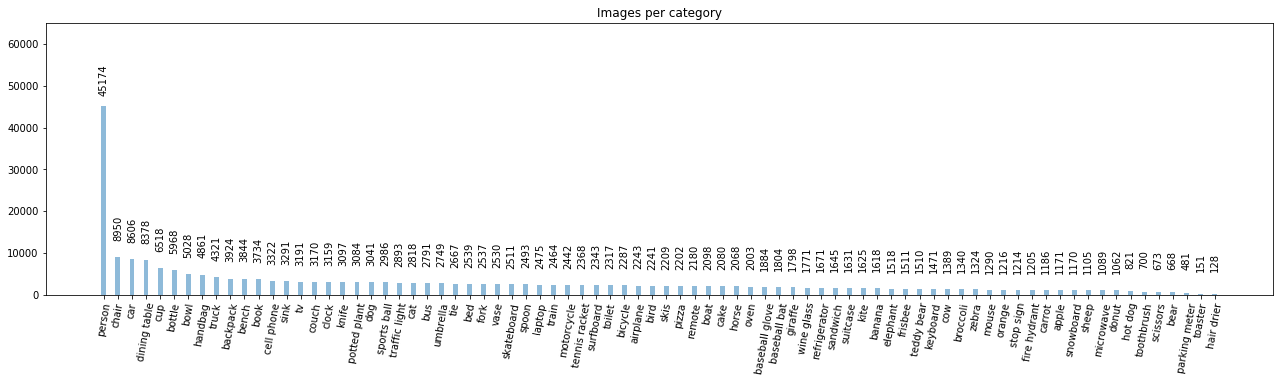 Images per category
60000
50000
40000
30000
20000
10000
0
45174
8950
8606
8378
6518
5968
5028
4861
4321
3924
3844
3734
3322
3291
3191
3170
3159
3097
3084
3041
2986
2893
2818
2791
2749
2667
2539
2537
2530
2511
2493
2475
2464
2442
2368
2343
2317
2287
2243
2241
2209
2202
2180
2098
2080
2068
2003
1884
1804
1798
1771
1671
1645
1631
1625
1618
1518
1511
1510
1471
1389
1340
1324
1290
1216
1214
1205
1186
1171
1170
1105
1089
1062
821
700
673
668
481
151
128
person
chair
car
dining table
cup
bottle
bowl
handbag
truck
backpack
bench
book
cell phone
sink
tv
couch
clock
knife
potted plant
dog
sports ball
traffic light
cat
bus
umbrella
tie
bed
fork
vase
skateboard
spoon
laptop
train
motorcycle
tennis racket
surfboard
toilet
bicycle
airplane
bird
skis
pizza
remote
boat
cake
horse
oven
baseball glove
baseball bat
giraffe
wine glass
refrigerator
sandwich
suitcase
kite
banana
elephant
frisbee
teddy bear
keyboard
cow
broccoli
zebra
mouse
orange
stop sign
fire hydrant
carrot
apple
snowboard
sheep
microwave
donut
hot dog
toothbrush
scissors
bear
parking meter
toaster
hair drier